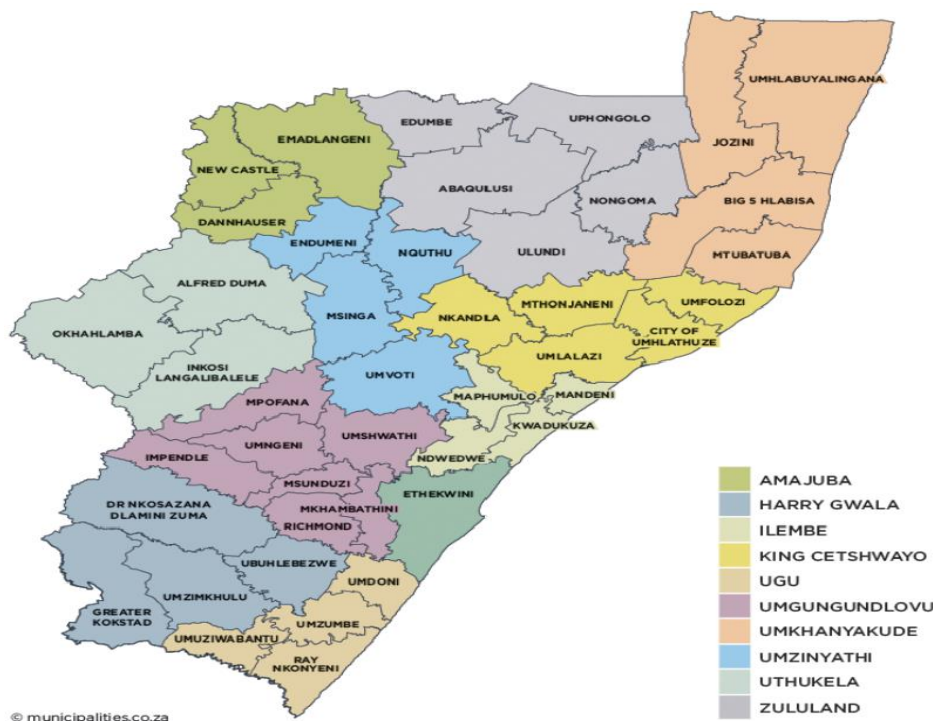 UMHLABUYALINGANA
EDUMBE
UPHONGOLO
EMADLANGENI
JOZINI
NEW CASTLE
ABAQULUSI
NONGOMA
BIG 5 HLABISA
DANNHAUSER
ENDUMENI
NQUTHU
ULUNDI
MTUBATUBA
ALFRED DUMA
MSINGA
NKANDLA
MTHONJANENI
UMFOLOZI
OKHAHLAMBA
CITY OF
UMHLATHUZE
UMLALAZI
INKOSI
LANGALIBALELE
UMVOTI
MAPHUMULO
MANDENI
MPOFANA
KWADUKUZA
UMSHWATHI
UMNGENI
IMPENDLE
NDWEDWE
MSUNDUZI
ETHEKWINI
DR NKOSAZANA
DLAMINI ZUMA
MKHAMBATHINI
RICHMOND
UBUHLEBEZWE
UMDONI
UMZIMKHULU
GREATER
KOKSTAD
UMZUMBE
UMUZIWABANTU
RAY
NKONYENI
AMAJUBA
HARRY GWALA
ILEMBE
KING CETSHWAYO
UGU
UMGUNGUNDLOVU
UMKHANYAKUDE
UMZINYATHI
UTHUKELA
ZULULAND
© municipalities.co.za